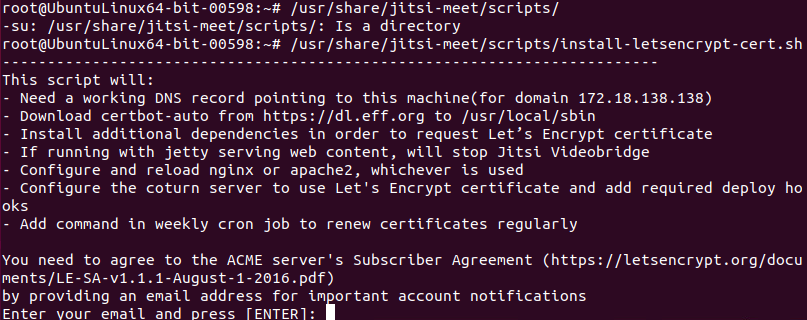 root@UbuntuLinux64-bit-00598:~# /usr/share/jitsi-meet/scripts/
-su: /usr/share/jitsi-meet/scripts/: Is a directory
root@UbuntuLinux64-bit-00598:~# /usr/share/jitsi-meet/scripts/install-letsencrypt-cert.sh
-------------------------------------------------------------------------
This script will:
- Need a working DNS record pointing to this machine(for domain 172.18.138.138)
- Download certbot-auto from https://dl.eff.org to /usr/local/sbin
- Install additional dependencies in order to request Let’s Encrypt certificate
- If running with jetty serving web content, will stop Jitsi Videobridge
- Configure and reload nginx or apache2, whichever is used
- Configure the coturn server to use Let's Encrypt certificate and add required deploy ho
oks
- Add command in weekly cron job to renew certificates regularly
You need to agree to the ACME server's Subscriber Agreement (https://letsencrypt.org/docu
ments/LE-SA-v1.1.1-August-1-2016.pdf)
by providing an email address for important account notifications
Enter your email and press [ENTER]: